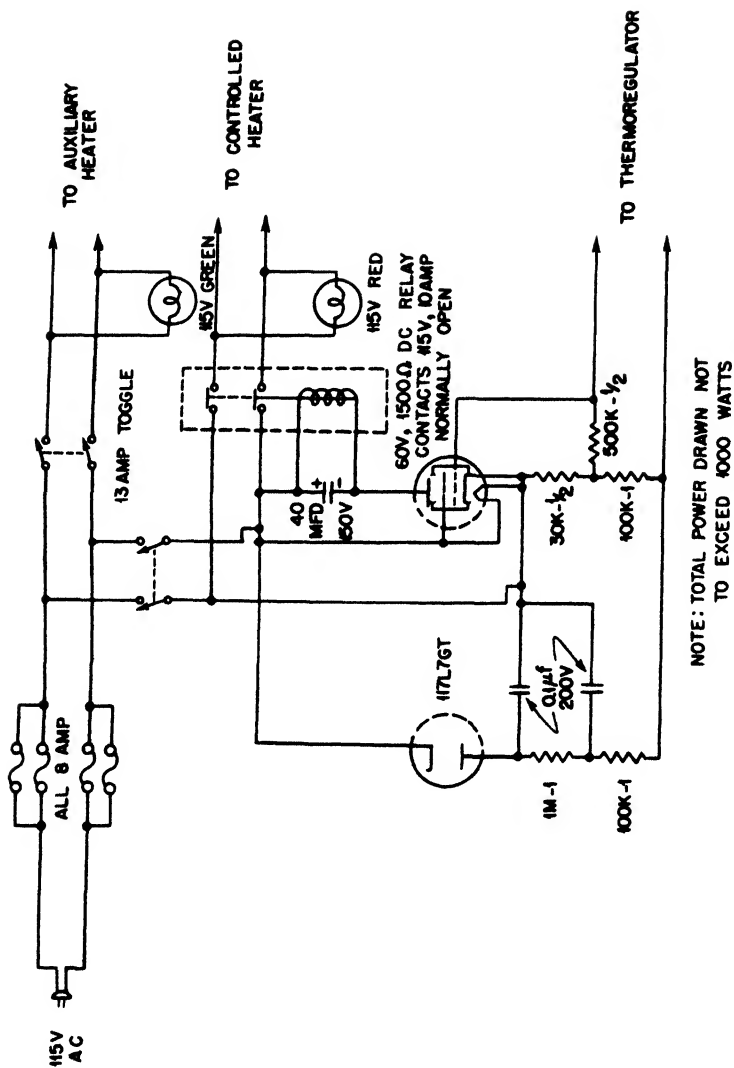 115V
AC
ALL 8 AMP
13 AMP TOGGLE
TO AUXILIARY
HEATER
115V GREEN
TO CONTROLLED
HEATER
115V RED
60V, 1500Ω DC RELAY
CONTACTS 115V, 10AMP
NORMALLY OPEN
40
MFD
150V
+
-
117L7GT
0.1µf
200V
1M-1
100K-1
30K-½
500K-½
100K-1
TO THERMOREGULATOR
NOTE: TOTAL POWER DRAWN NOT
TO EXCEED 1000 WATTS